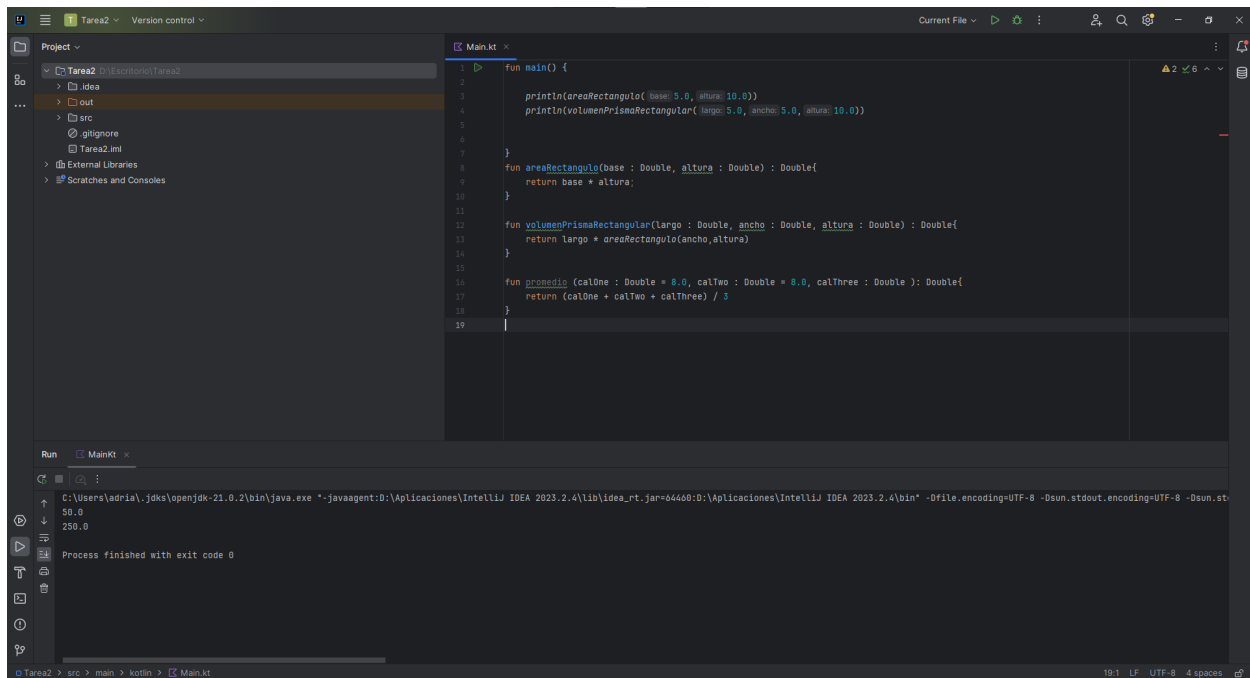 Tarea2 Version control Current File
Project
Main.kt
Tarea2 D:\Escritorio\Tarea2
.idea
out
src
.gitignore
Tarea2.iml
External Libraries
Scratches and Consoles
2 6
1 fun main() {
2
3 println(areaRectangulo( base: 5.0, altura: 10.0))
4 println(volumenPrismaRectangular( largo: 5.0, ancho: 5.0, altura: 10.0))
5
6
7 }
8 fun areaRectangulo(base : Double, altura : Double) : Double{
9 return base * altura;
10 }
11
12 fun volumenPrismaRectangular(largo : Double, ancho : Double, altura : Double) : Double{
13 return largo * areaRectangulo(ancho,altura)
14 }
15
16 fun promedio (calOne : Double = 8.0, calTwo : Double = 8.0, calThree : Double ): Double{
17 return (calOne + calTwo + calThree) / 3
18 }
19
Run MainKt
C:\Users\adria\.jdks\openjdk-21.0.2\bin\java.exe "-javaagent:D:\Aplicaciones\IntelliJ IDEA 2023.2.4\lib\idea_rt.jar=64460:D:\Aplicaciones\IntelliJ IDEA 2023.2.4\bin" -Dfile.encoding=UTF-8 -Dsun.stdout.encoding=UTF-8 -Dsun.st
50.0
250.0
Process finished with exit code 0
Tarea2 > src > main > kotlin > Main.kt 19:1 LF UTF-8 4 spaces